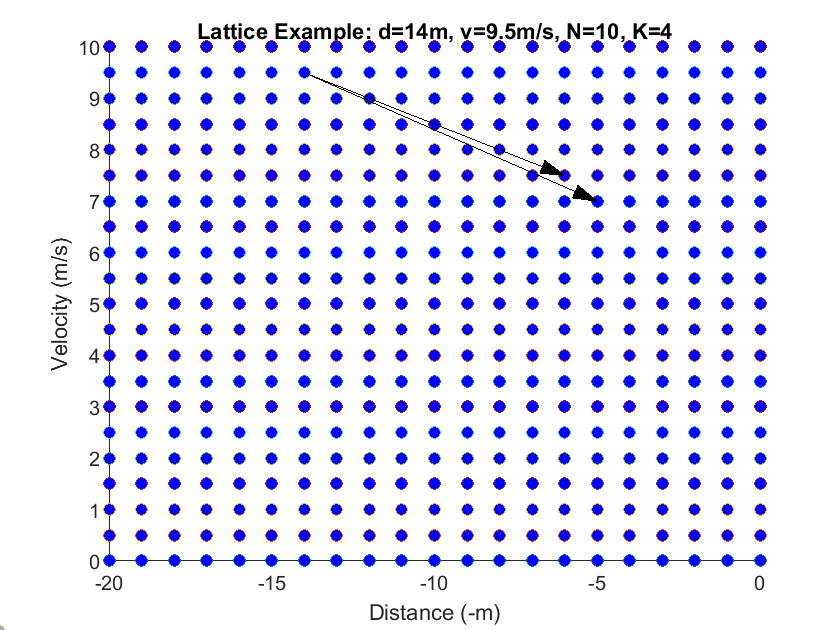 Lattice Example: d=14m, v=9.5m/s, N=10, K=4
10
9
8
7
6
5
4
3
2
1
0
Velocity (m/s)
-20 -15 -10 -5 0
Distance (-m)